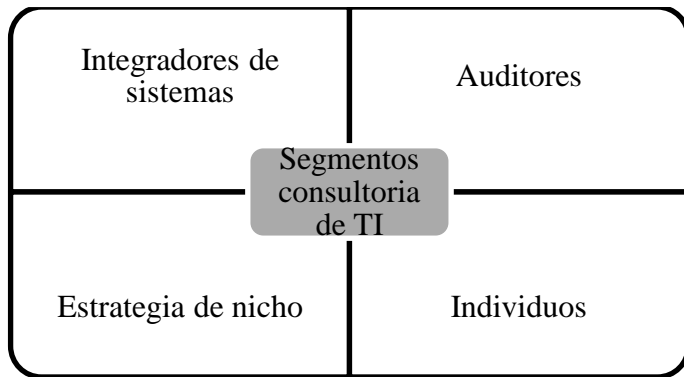 Integradores de
sistemas
Auditores
Segmentos
consultoria
de TI
Estrategia de nicho
Individuos